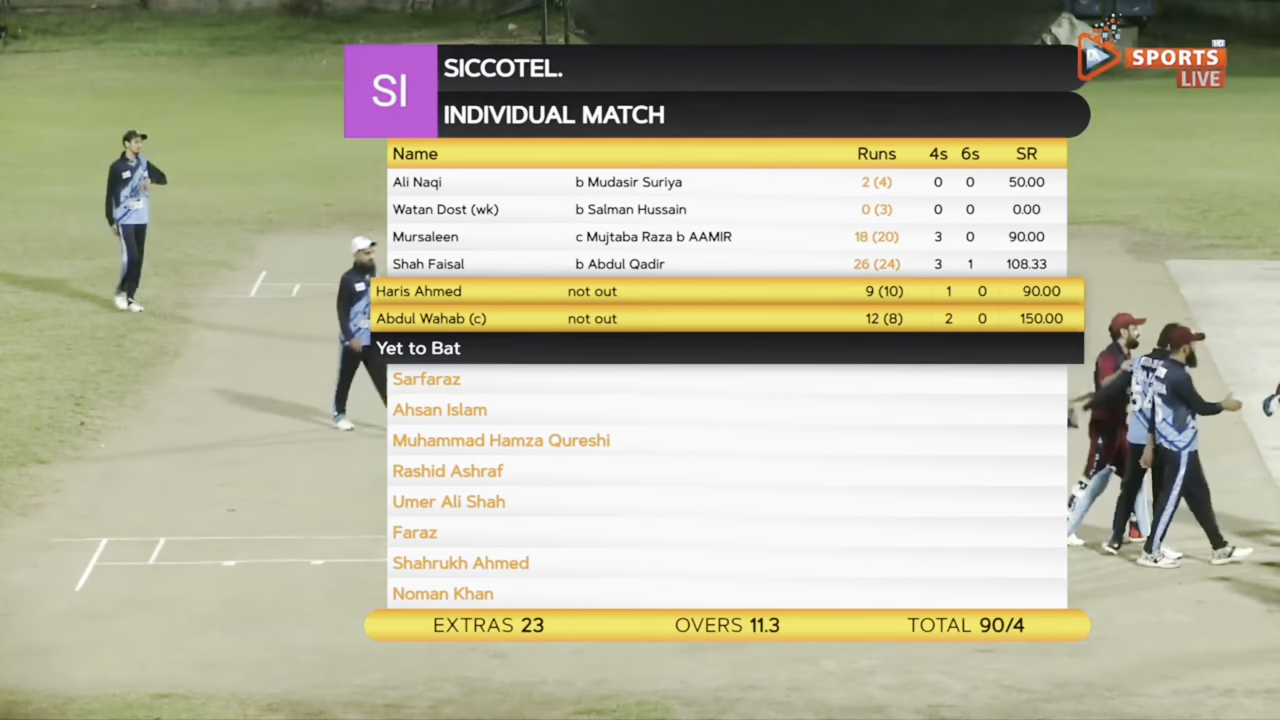 SI
SICCOTEL.
INDIVIDUAL MATCH
HD
SPORTS
LIVE
Name Runs 4s 6s SR
Ali Naqi b Mudasir Suriya 2 (4) 0 0 50.00
Watan Dost (wk) b Salman Hussain 0 (3) 0 0 0.00
Mursaleen c Mujtaba Raza b AAMIR 18 (20) 3 0 90.00
Shah Faisal b Abdul Qadir 26 (24) 3 1 108.33
Haris Ahmed not out 9 (10) 1 0 90.00
Abdul Wahab (c) not out 12 (8) 2 0 150.00
Yet to Bat
Sarfaraz
Ahsan Islam
Muhammad Hamza Qureshi
Rashid Ashraf
Umer Ali Shah
Faraz
Shahrukh Ahmed
Noman Khan
EXTRAS 23 OVERS 11.3 TOTAL 90/4